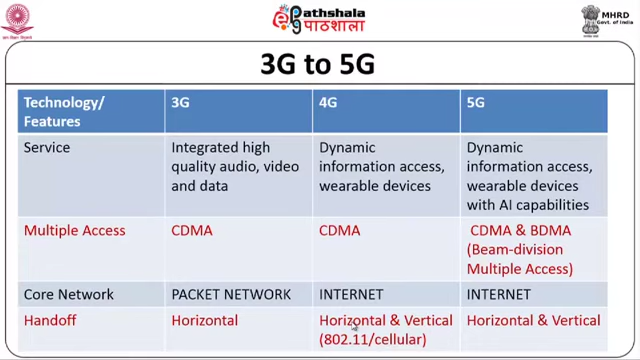 Pathshala
पाठशाला
MHRD
Govt. of India
3G to 5G
Technology/ Features 3G 4G 5G
Service Integrated high quality audio, video and data Dynamic information access, wearable devices Dynamic information access, wearable devices with AI capabilities
Multiple Access CDMA CDMA CDMA & BDMA (Beam-division Multiple Access)
Core Network PACKET NETWORK INTERNET INTERNET
Handoff Horizontal Horizontal & Vertical (802.11/cellular) Horizontal & Vertical